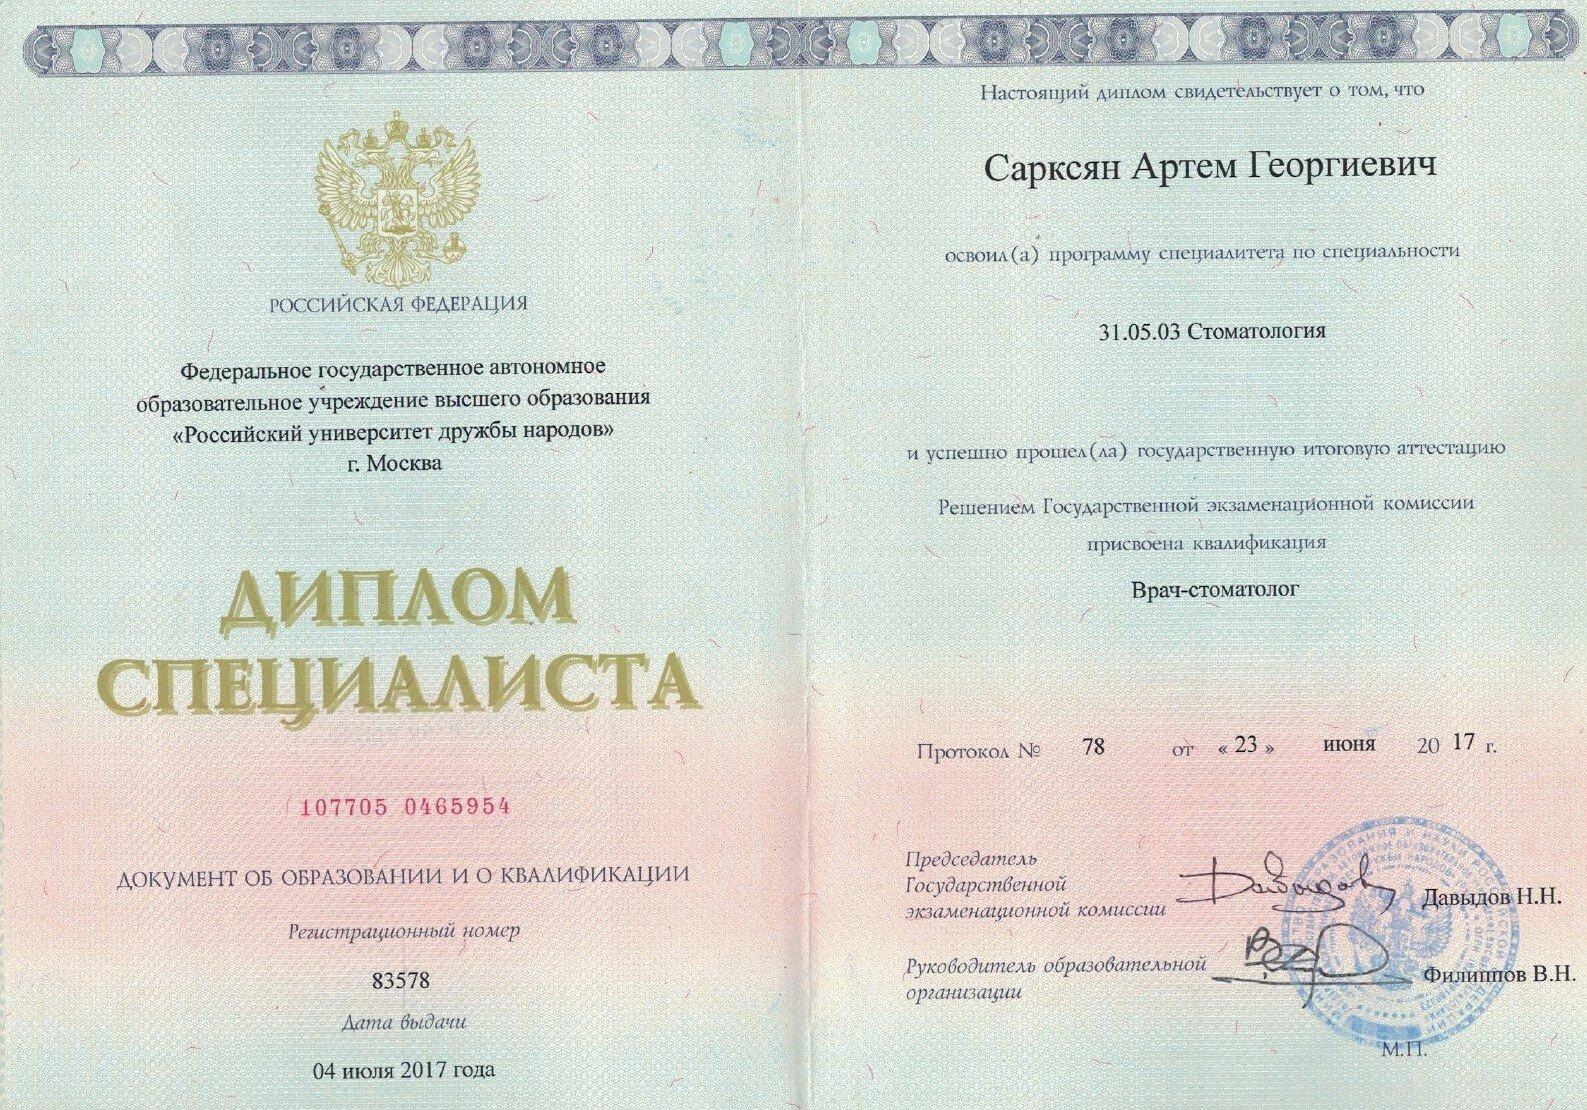 РОССИЙСКАЯ ФЕДЕРАЦИЯ
Федеральное государственное автономное
образовательное учреждение высшего образования
«Российский университет дружбы народов»
г. Москва
ДИПЛОМ
СПЕЦИАЛИСТА
107705 0465954
ДОКУМЕНТ ОБ ОБРАЗОВАНИИ И О КВАЛИФИКАЦИИ
Регистрационный номер
83578
Дата выдачи
04 июля 2017 года
Настоящий диплом свидетельствует о том, что
Сарксян Артем Георгиевич
освоил(а) программу специалитета по специальности
31.05.03 Стоматология
и успешно прошел(ла) государственную итоговую аттестацию
Решением Государственной экзаменационной комиссии
присвоена квалификация
Врач-стоматолог
Протокол № 78 от « 23 » июня 20 17 г.
Председатель
Государственной
экзаменационной комиссии
Давыдов Н.Н.
Руководитель образовательной
организации
Филиппов В.Н.
М.П.